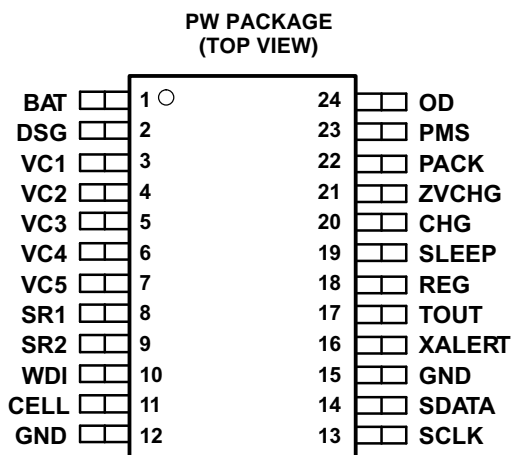 PW PACKAGE
(TOP VIEW)
BAT 1 24 OD
DSG 2 23 PMS
VC1 3 22 PACK
VC2 4 21 ZVCHG
VC3 5 20 CHG
VC4 6 19 SLEEP
VC5 7 18 REG
SR1 8 17 TOUT
SR2 9 16 XALERT
WDI 10 15 GND
CELL 11 14 SDATA
GND 12 13 SCLK